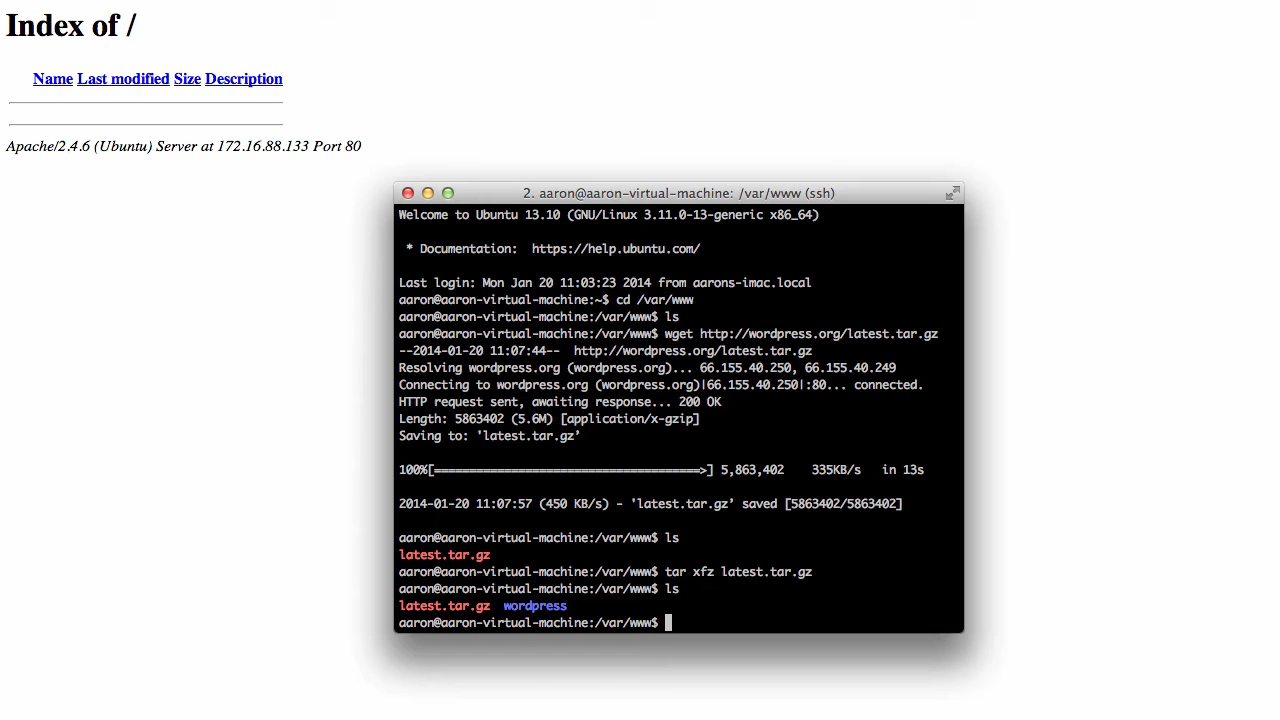 Index of /
Name Last modified Size Description
Apache/2.4.6 (Ubuntu) Server at 172.16.88.133 Port 80
2. aaron@aaron-virtual-machine: /var/www (ssh)
Welcome to Ubuntu 13.10 (GNU/Linux 3.11.0-13-generic x86_64)
* Documentation:  https://help.ubuntu.com/
Last login: Mon Jan 20 11:03:23 2014 from aarons-imac.local
aaron@aaron-virtual-machine:~$ cd /var/www
aaron@aaron-virtual-machine:/var/www$ ls
aaron@aaron-virtual-machine:/var/www$ wget http://wordpress.org/latest.tar.gz
--2014-01-20 11:07:44--  http://wordpress.org/latest.tar.gz
Resolving wordpress.org (wordpress.org)... 66.155.40.250, 66.155.40.249
Connecting to wordpress.org (wordpress.org)|66.155.40.250|:80... connected.
HTTP request sent, awaiting response... 200 OK
Length: 5863402 (5.6M) [application/x-gzip]
Saving to: ‘latest.tar.gz’
100%[======================================>] 5,863,402    335KB/s   in 13s
2014-01-20 11:07:57 (450 KB/s) - ‘latest.tar.gz’ saved [5863402/5863402]
aaron@aaron-virtual-machine:/var/www$ ls
latest.tar.gz
aaron@aaron-virtual-machine:/var/www$ tar xfz latest.tar.gz
aaron@aaron-virtual-machine:/var/www$ ls
latest.tar.gz  wordpress
aaron@aaron-virtual-machine:/var/www$